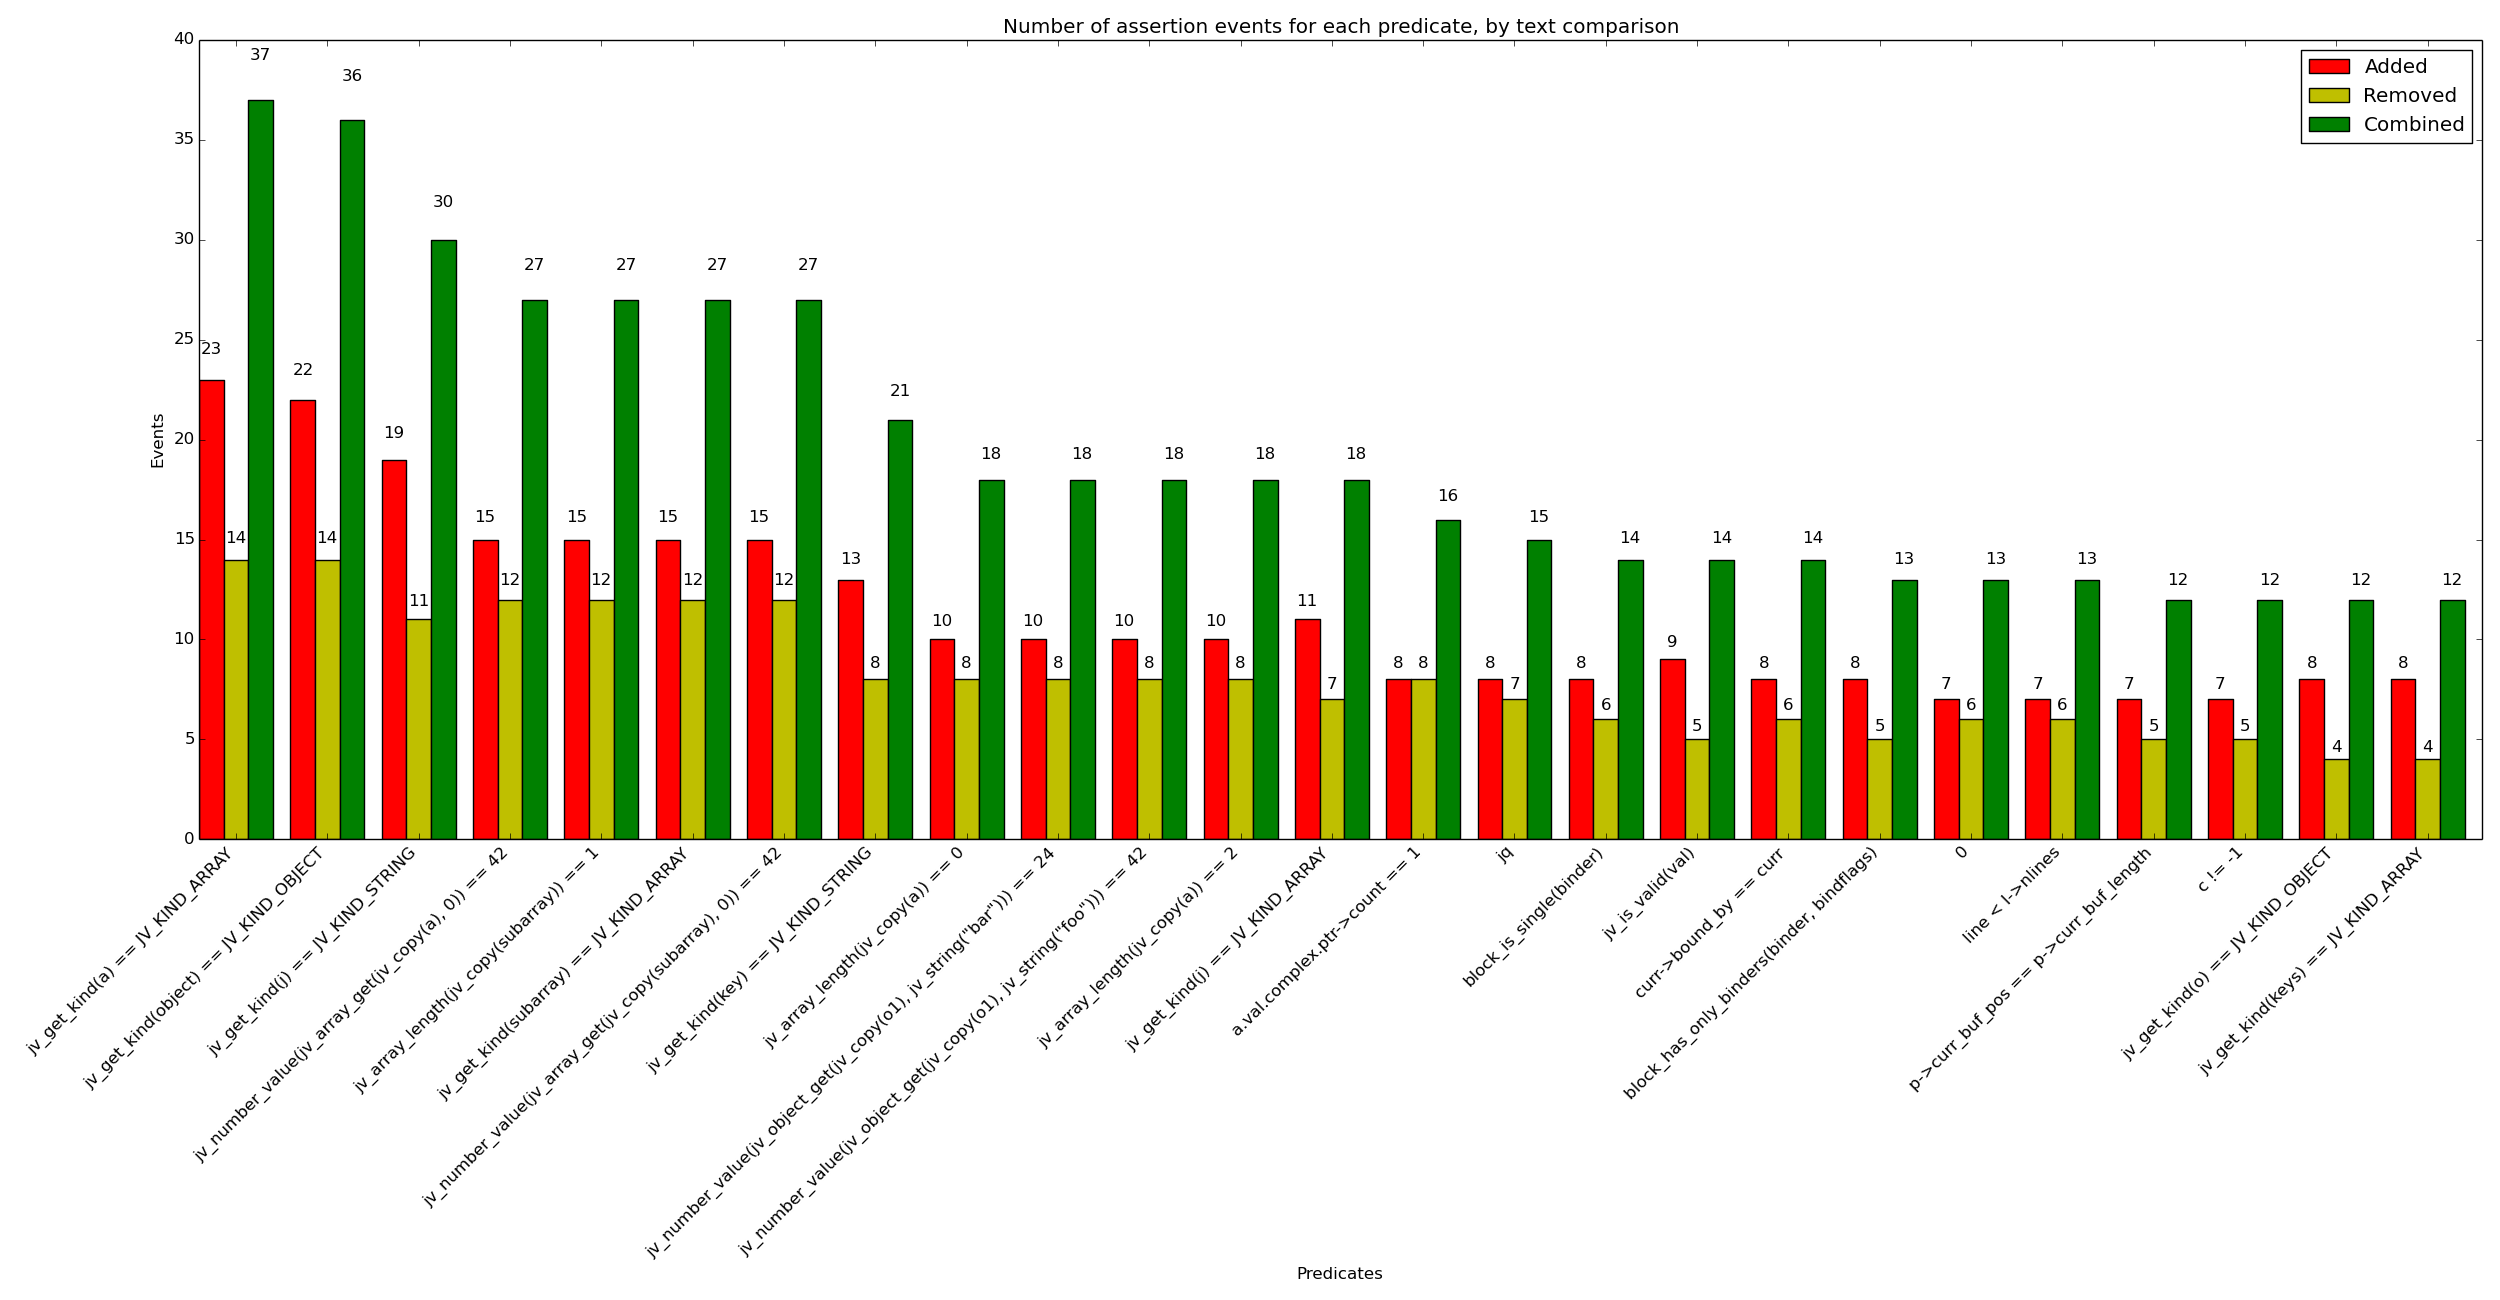 Number of assertion events for each predicate, by text comparison
Added
Removed
Combined
Events
40
35
30
25
20
15
10
5
0
23 14 37
22 14 36
19 11 30
15 12 27
15 12 27
15 12 27
15 12 27
13 8 21
10 8 18
10 8 18
10 8 18
10 8 18
11 7 18
8 8 16
8 7 15
8 6 14
9 5 14
8 6 14
8 5 13
7 6 13
7 6 13
7 5 12
7 5 12
8 4 12
8 4 12
jv_get_kind(a) == JV_KIND_ARRAY
jv_get_kind(object) == JV_KIND_OBJECT
jv_get_kind(j) == JV_KIND_STRING
jv_number_value(jv_array_get(jv_copy(a), 0)) == 42
jv_array_length(jv_copy(subarray)) == 1
jv_get_kind(subarray) == JV_KIND_ARRAY
jv_number_value(jv_array_get(jv_copy(subarray), 0)) == 42
jv_get_kind(key) == JV_KIND_STRING
jv_array_length(jv_copy(a)) == 0
jv_number_value(jv_object_get(jv_copy(o1), jv_string("bar"))) == 24
jv_number_value(jv_object_get(jv_copy(o1), jv_string("foo"))) == 42
jv_array_length(jv_copy(a)) == 2
jv_get_kind(j) == JV_KIND_ARRAY
a.val.complex.ptr->count == 1
jq
block_is_single(binder)
jv_is_valid(val)
curr->bound_by == curr
block_has_only_binders(binder, bindflags)
0
line < l->nlines
p->curr_buf_pos == p->curr_buf_length
c != -1
jv_get_kind(o) == JV_KIND_OBJECT
jv_get_kind(keys) == JV_KIND_ARRAY
Predicates